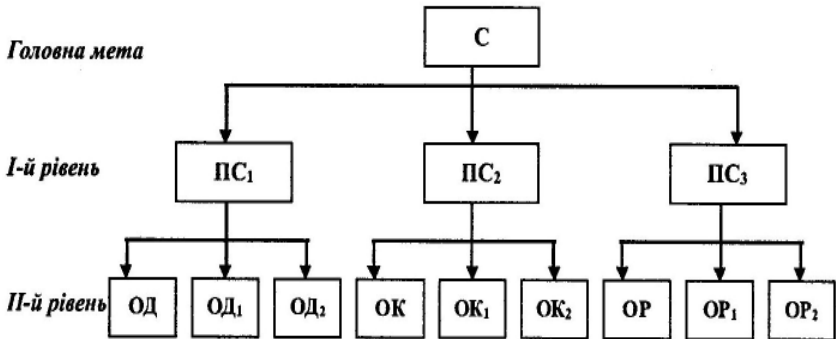 С
Головна мета
І-й рівень
ПС₁
ПС₂
ПС₃
ІІ-й рівень
ОД
ОД₁
ОД₂
ОК
ОК₁
ОК₂
ОР
ОР₁
ОР₂